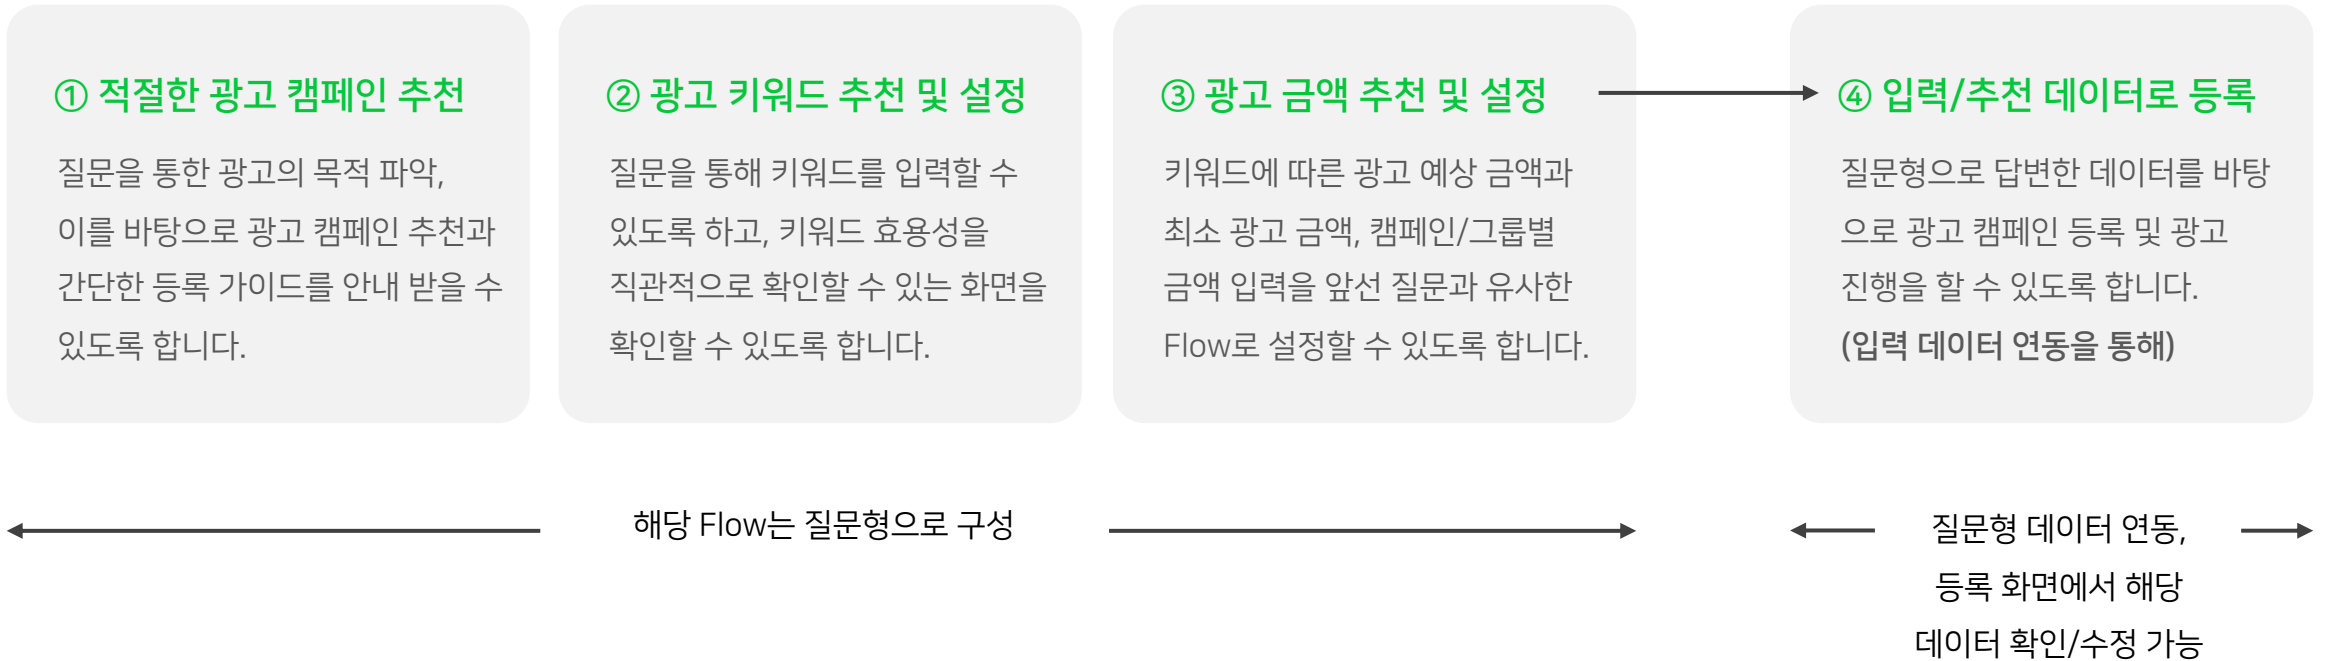 ① 적절한 광고 캠페인 추천
질문을 통한 광고의 목적 파악,
이를 바탕으로 광고 캠페인 추천과
간단한 등록 가이드를 안내 받을 수
있도록 합니다.
② 광고 키워드 추천 및 설정
질문을 통해 키워드를 입력할 수
있도록 하고, 키워드 효용성을
직관적으로 확인할 수 있는 화면을
확인할 수 있도록 합니다.
③ 광고 금액 추천 및 설정
키워드에 따른 광고 예상 금액과
최소 광고 금액, 캠페인/그룹별
금액 입력을 앞선 질문과 유사한
Flow로 설정할 수 있도록 합니다.
④ 입력/추천 데이터로 등록
질문형으로 답변한 데이터를 바탕
으로 광고 캠페인 등록 및 광고
진행을 할 수 있도록 합니다.
(입력 데이터 연동을 통해)
해당 Flow는 질문형으로 구성
질문형 데이터 연동,
등록 화면에서 해당
데이터 확인/수정 가능